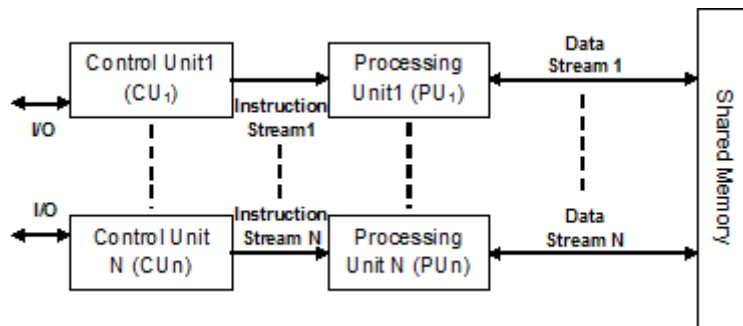 Control Unit1
(CU₁)
Processing
Unit1 (PU₁)
Data
Stream 1
I/O
Instruction
Stream1
Shared Memory
I/O
Control Unit
N (CUn)
Instruction
Stream N
Processing
Unit N (PUn)
Data
Stream N